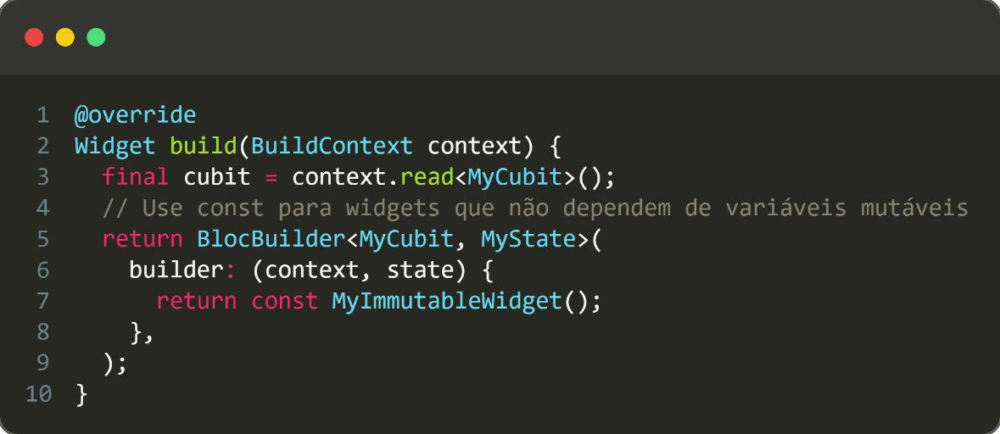 1 @override
2 Widget build(BuildContext context) {
3   final cubit = context.read<MyCubit>();
4   // Use const para widgets que não dependem de variáveis mutáveis
5   return BlocBuilder<MyCubit, MyState>(
6     builder: (context, state) {
7       return const MyImmutableWidget();
8     },
9   );
10 }